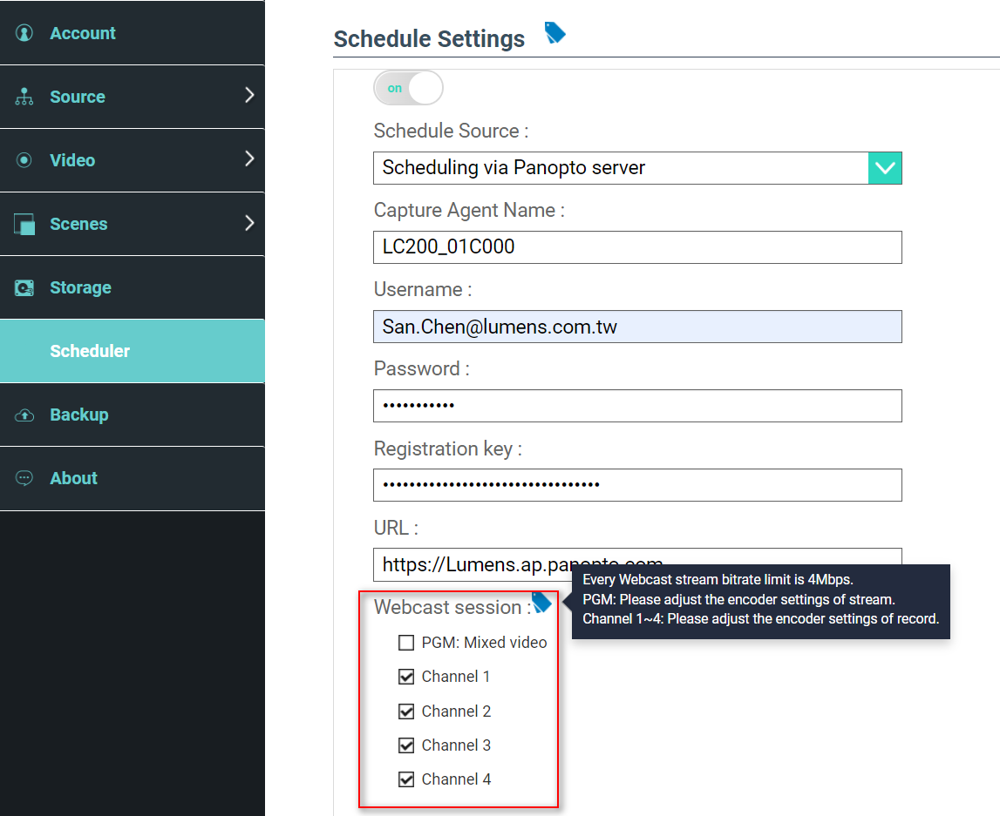 Account
Source
Video
Scenes
Storage
Scheduler
Backup
About
Schedule Settings
on
Schedule Source :
Scheduling via Panopto server
Capture Agent Name :
LC200_01C000
Username :
San.Chen@lumens.com.tw
Password :
•••••••••••
Registration key :
•••••••••••••••••••••••••••••••••
URL :
https://Lumens.ap.panopto.com
Every Webcast stream bitrate limit is 4Mbps.
PGM: Please adjust the encoder settings of stream.
Channel 1~4: Please adjust the encoder settings of record.
Webcast session :
PGM: Mixed video
Channel 1
Channel 2
Channel 3
Channel 4